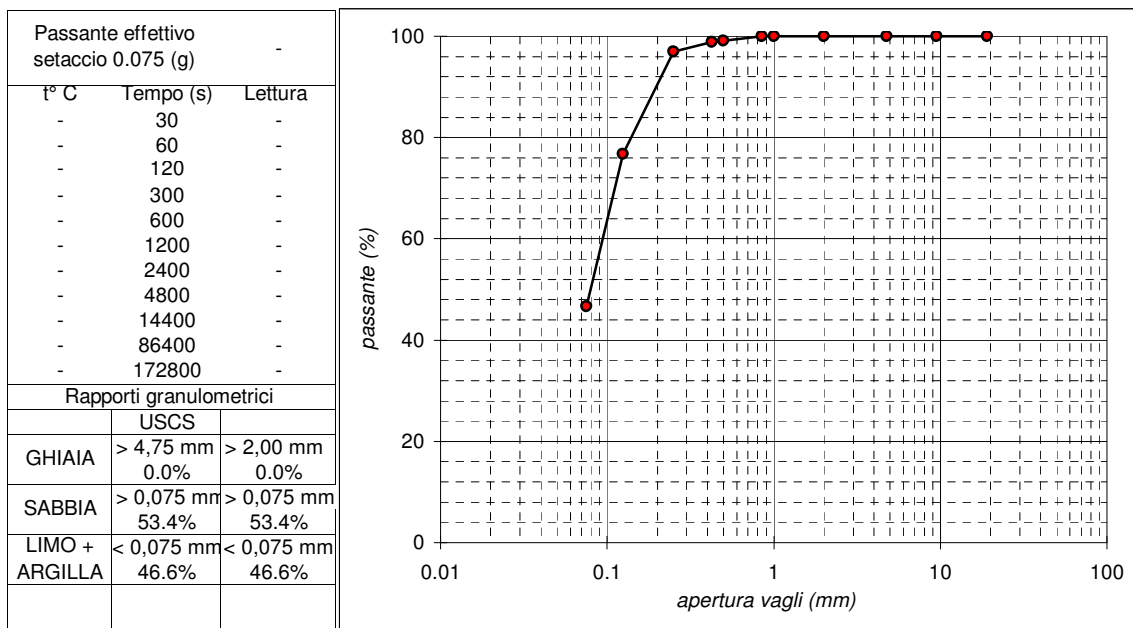 Passante effettivo
setaccio 0.075 (g) -
t° C Tempo (s) Lettura
- 30 -
- 60 -
- 120 -
- 300 -
- 600 -
- 1200 -
- 2400 -
- 4800 -
- 14400 -
- 86400 -
- 172800 -
Rapporti granulometrici
USCS
GHIAIA > 4,75 mm > 2,00 mm
0.0% 0.0%
SABBIA > 0,075 mm > 0,075 mm
53.4% 53.4%
LIMO + < 0,075 mm < 0,075 mm
ARGILLA 46.6% 46.6%
100
80
60
40
20
0
passante (%)
0.01 0.1 1 10 100
apertura vagli (mm)